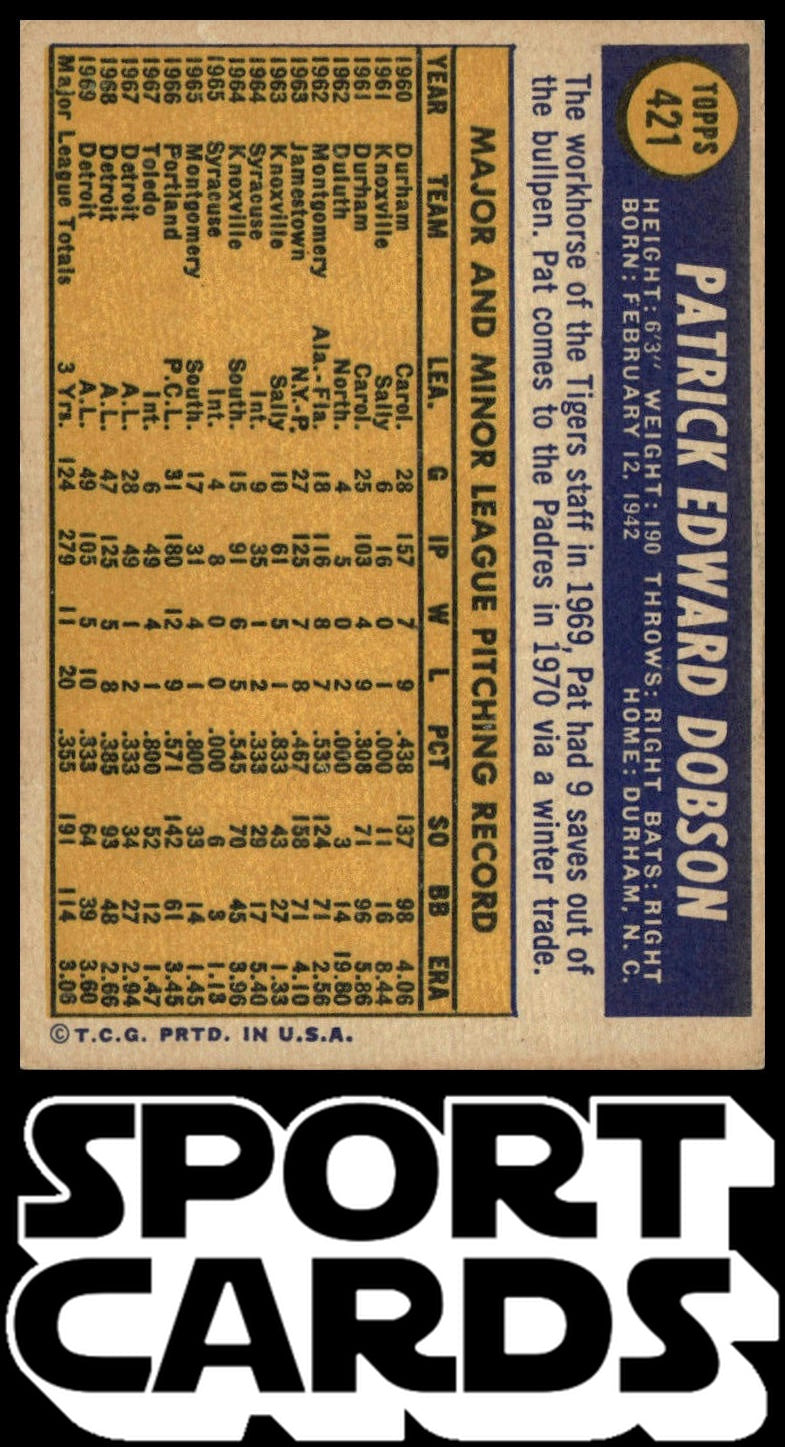 TOPPS
421
PATRICK EDWARD DOBSON
HEIGHT: 6'3" WEIGHT: 190 THROWS: RIGHT BATS: RIGHT
BORN: FEBRUARY 12, 1942 HOME: DURHAM, N. C.
The workhorse of the Tigers staff in 1969, Pat had 9 saves out of
the bullpen. Pat comes to the Padres in 1970 via a winter trade.
MAJOR AND MINOR LEAGUE PITCHING RECORD
YEAR TEAM LEA. G IP W L PCT SO BB ERA
1960 Durham Carol. 28 157 7 9 .438 137 98 4.06
1961 Knoxville Sally 6 16 0 1 .000 11 16 8.44
1961 Durham Carol. 25 103 4 9 .308 71 96 5.86
1962 Duluth North. 4 5 0 2 .000 3 14 19.80
1962 Montgomery Ala.-Fla. 18 116 8 7 .533 124 71 2.56
1963 Jamestown N.Y.-P. 27 125 7 8 .467 158 71 4.10
1963 Knoxville Sally 10 61 5 1 .833 43 27 1.33
1964 Syracuse Int. 9 35 1 2 .333 29 17 5.40
1964 Knoxville South. 15 91 6 5 .545 70 45 3.96
1965 Syracuse Int. 4 8 0 0 .000 6 3 1.13
1965 Montgomery South. 17 31 4 1 .800 33 14 1.45
1966 Portland P.C.L. 31 180 12 9 .571 142 61 3.45
1967 Toledo Int. 6 49 4 1 .800 52 12 1.47
1967 Detroit A.L. 28 49 1 2 .333 34 27 2.94
1968 Detroit A.L. 47 125 5 8 .385 93 48 2.66
1969 Detroit A.L. 49 105 5 10 .333 64 39 3.60
Major League Totals 3 Yrs. 124 279 11 20 .355 191 114 3.06
© T.C.G. PRTD. IN U.S.A.
SPORT
CARDS